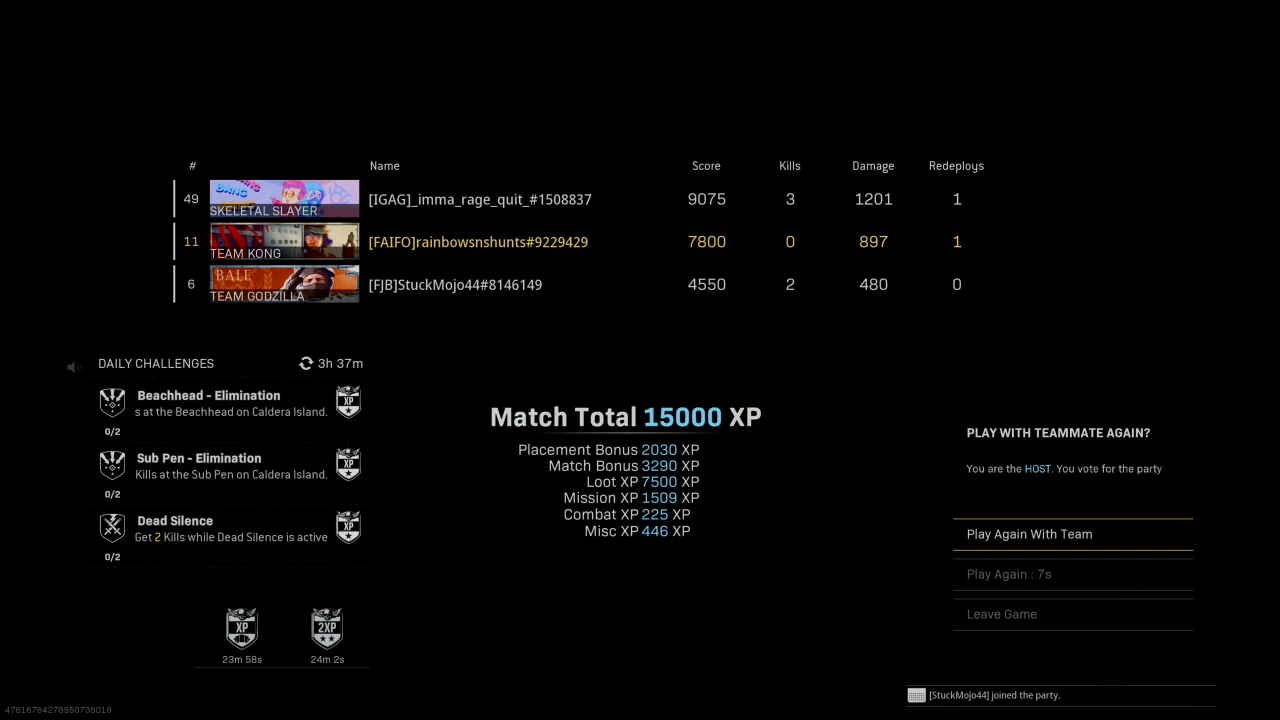 # Name Score Kills Damage Redeploys
49 SKELETAL SLAYER [IGAG]_imma_rage_quit_#1508837 9075 3 1201 1
11 TEAM KONG [FAIFO]rainbowsnshunts#9229429 7800 0 897 1
BALE
6 TEAM GODZILLA [FJB]StuckMojo44#8146149 4550 2 480 0
DAILY CHALLENGES 3h 37m
Beachhead - Elimination
s at the Beachhead on Caldera Island.
XP
0/2
Sub Pen - Elimination
Kills at the Sub Pen on Caldera Island.
XP
0/2
Dead Silence
Get 2 Kills while Dead Silence is active
XP
0/2
XP 2XP
23m 58s 24m 2s
Match Total 15000 XP
Placement Bonus 2030 XP
Match Bonus 3290 XP
Loot XP 7500 XP
Mission XP 1509 XP
Combat XP 225 XP
Misc XP 446 XP
PLAY WITH TEAMMATE AGAIN?
You are the HOST. You vote for the party
Play Again With Team
Play Again : 7s
Leave Game
[StuckMojo44] joined the party.
47816784278950738019